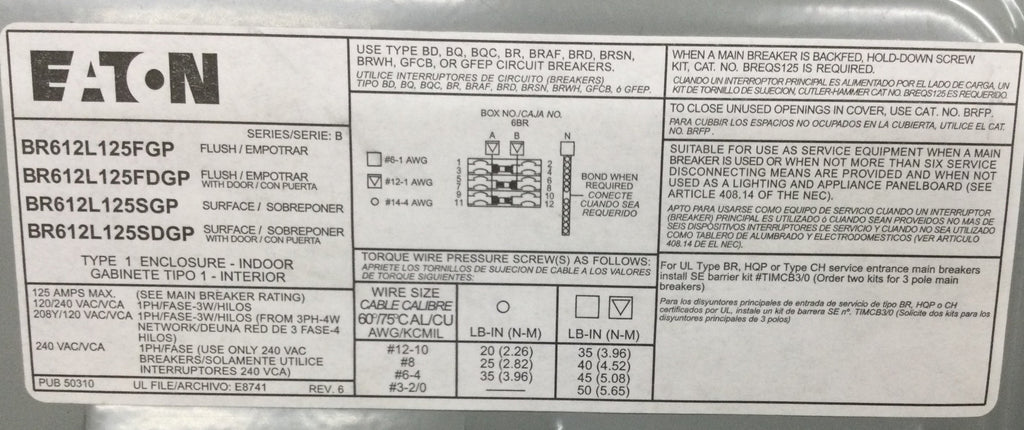 EATON
SERIES/SERIE: B
BR612L125FGP FLUSH / EMPOTRAR
BR612L125FDGP FLUSH / EMPOTRAR
WITH DOOR / CON PUERTA
BR612L125SGP SURFACE / SOBREPONER
BR612L125SDGP SURFACE / SOBREPONER
WITH DOOR / CON PUERTA
TYPE 1 ENCLOSURE - INDOOR
GABINETE TIPO 1 - INTERIOR
125 AMPS MAX. (SEE MAIN BREAKER RATING)
120/240 VAC/VCA 1PH/FASE-3W/HILOS
208Y/120 VAC/VCA 1PH/FASE-3W/HILOS (FROM 3PH-4W
NETWORK/DEUNA RED DE 3 FASE-4
HILOS)
240 VAC/VCA 1PH/FASE (USE ONLY 240 VAC
BREAKERS/SOLAMENTE UTILICE
INTERRUPTORES 240 VCA)
PUB 50310 UL FILE/ARCHIVO: E8741 REV. 6
USE TYPE BD, BQ, BQC, BR, BRAF, BRD, BRSN,
BRWH, GFCB, OR GFEP CIRCUIT BREAKERS.
UTILICE INTERRUPTORES DE CIRCUITO (BREAKERS)
TIPO BD, BQ, BQC, BR, BRAF, BRD, BRSN, BRWH, GFCB, ó GFEP.
BOX NO./CAJA NO.
6BR
A B N
#6-1 AWG
#12-1 AWG
#14-4 AWG
1 2
3 4
5 6
7 8
9 10
11 12
BOND WHEN
REQUIRED
CONECTE
CUANDO SEA
REQUERIDO
TORQUE WIRE PRESSURE SCREW(S) AS FOLLOWS:
APRIETE LOS TORNILLOS DE SUJECION DE CABLE A LOS VALORES
DE TORQUE SIGUIENTES:
WIRE SIZE
CABLE CALIBRE
60°/75°C AL/CU
AWG/KCMIL LB-IN (N-M) LB-IN (N-M)
#12-10 20 (2.26) 35 (3.96)
#8 25 (2.82) 40 (4.52)
#6-4 35 (3.96) 45 (5.08)
#3-2/0 —— 50 (5.65)
WHEN A MAIN BREAKER IS BACKFED, HOLD-DOWN SCREW
KIT, CAT. NO. BREQS125 IS REQUIRED.
CUANDO UN INTERRUPTOR PRINCIPAL ES ALIMENTADO POR EL LADO DE CARGA, UN
KIT DE TORNILLO DE SUJECION, CUTLER-HAMMER CAT NO. BREQS125 ES REQUERIDO
TO CLOSE UNUSED OPENINGS IN COVER, USE CAT. NO. BRFP.
PARA CUBBIR LOS ESPACIOS NO OCUPADOS EN LA CUBIERTA, UTILICE EL CAT.
NO. BRFP .
SUITABLE FOR USE AS SERVICE EQUIPMENT WHEN A MAIN
BREAKER IS USED OR WHEN NOT MORE THAN SIX SERVICE
DISCONNECTING MEANS ARE PROVIDED AND WHEN NOT
USED AS A LIGHTING AND APPLIANCE PANELBOARD (SEE
ARTICLE 408.14 OF THE NEC).
APTO PARA USARSE COMO EQUIPO DE SERVICIO CUANDO UN INTERRUPTOR
(BREAKER) PRINCIPAL ES UTILIZADO ó CUANDO SEAN PROVEIDOS NO MAS DE
SEIS DISPOSITIVOS INTERRUPTORES DE SERVICIO Y CUANDO NO SEA UTILIZADO
COMO TABLERO DE ALUMBRADO Y ELECTRODOMESTICOS (VER ARTICULO
408.14 DE EL NEC).
For UL Type BR, HQP or Type CH service entrance main breakers
install SE barrier kit #TIMCB3/0 (Order two kits for 3 pole main
breakers)
Para los disyuntores principales de entrada de servicio de tipo BR, HQP o CH
certificados por UL, instale un kit de barrera SE nº. TIMCB3/0 (Solicite dos kits para los
disyuntores principales de 3 polos)